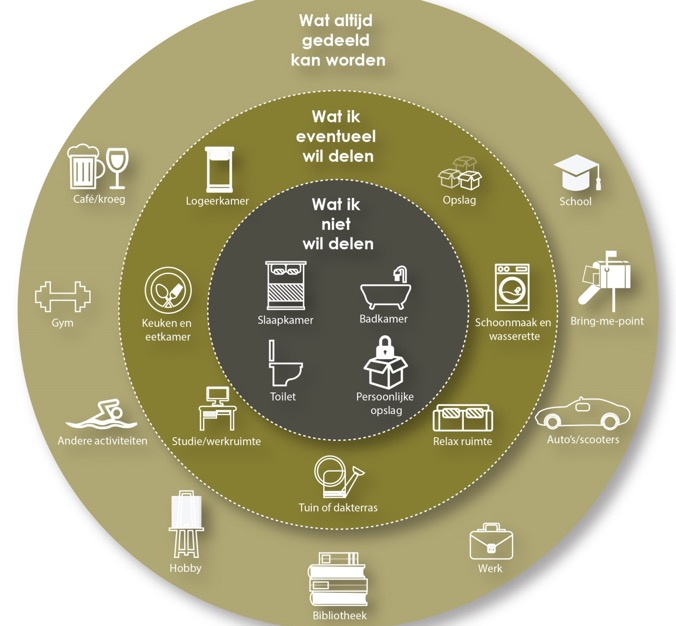 Wat altijd
gedeeld
kan worden
Wat ik
eventueel
wil delen
Wat ik
niet
wil delen
Café/kroeg
Logeerkamer
Opslag
School
Gym
Keuken en
eetkamer
Slaapkamer
Badkamer
Schoonmaak en
wasserette
Bring-me-point
Toilet
Persoonlijke
opslag
Andere activiteiten
Studie/werkruimte
Relax ruimte
Auto's/scooters
Tuin of dakterras
Hobby
Werk
Bibliotheek